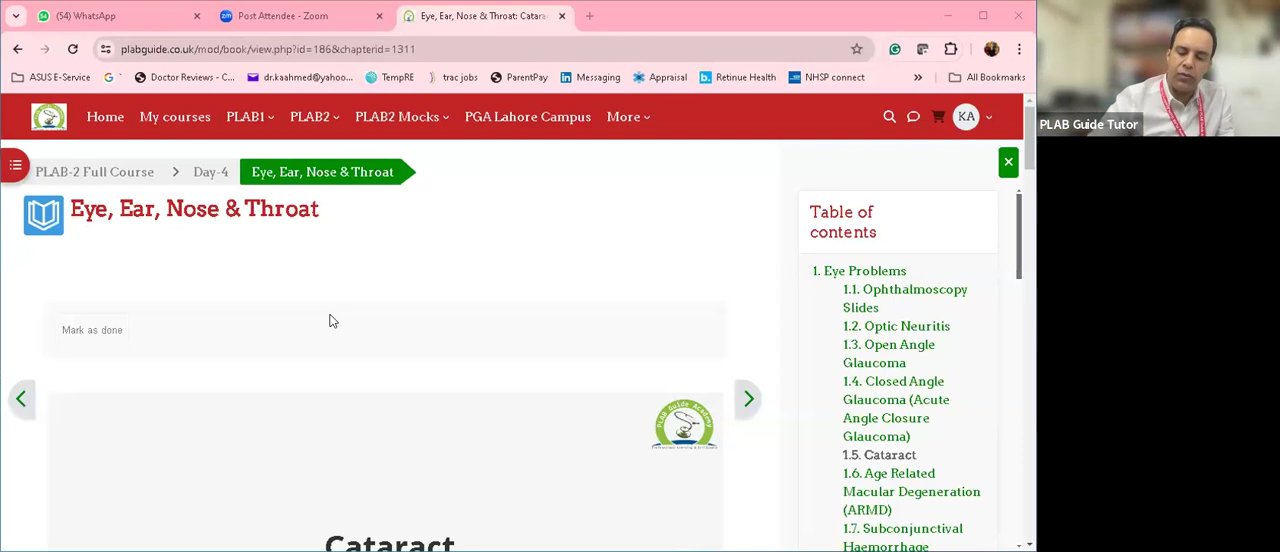 (54) WhatsApp
Post Attendee - Zoom
Eye, Ear, Nose & Throat: Catarac
plabguide.co.uk/mod/book/view.php?id=186&chapterid=1311
ASUS E-Service
Doctor Reviews - C...
dr.kaahmed@yahoo...
TempRE
trac jobs
ParentPay
Messaging
Appraisal
Retinue Health
NHSP connect
»
All Bookmarks
PLAB Guide Tutor
Home
My courses
PLAB1
PLAB2
PLAB2 Mocks
PGA Lahore Campus
More
KA
PLAB-2 Full Course
Day-4
Eye, Ear, Nose & Throat
Eye, Ear, Nose & Throat
Mark as done
PLAB Guide Academy
Cataract
Table of
contents
1. Eye Problems
1.1. Ophthalmoscopy
Slides
1.2. Optic Neuritis
1.3. Open Angle
Glaucoma
1.4. Closed Angle
Glaucoma (Acute
Angle Closure
Glaucoma)
1.5. Cataract
1.6. Age Related
Macular Degeneration
(ARMD)
1.7. Subconjunctival
Haemorrhage